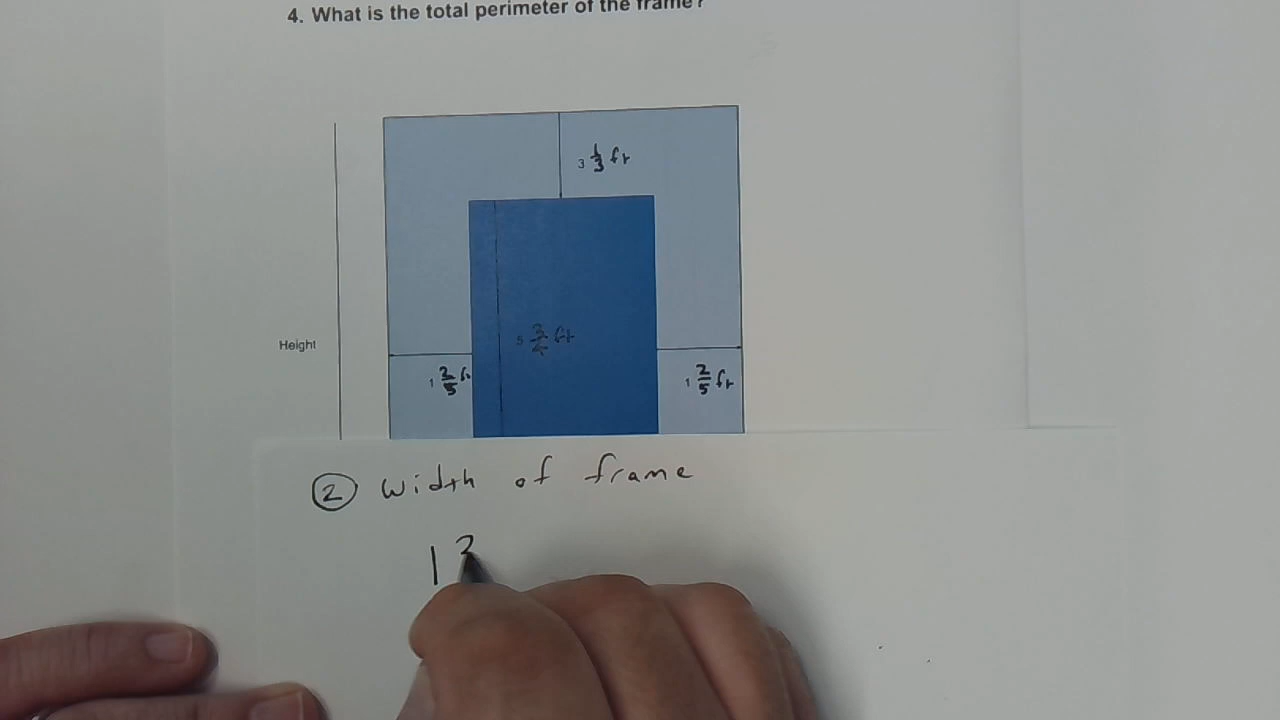 4. What is the total perimeter of the frame?
3 1/3 ft
Height
5 3/4 ft
1 2/5 f
1 2/5 ft
② Width of frame
1 2